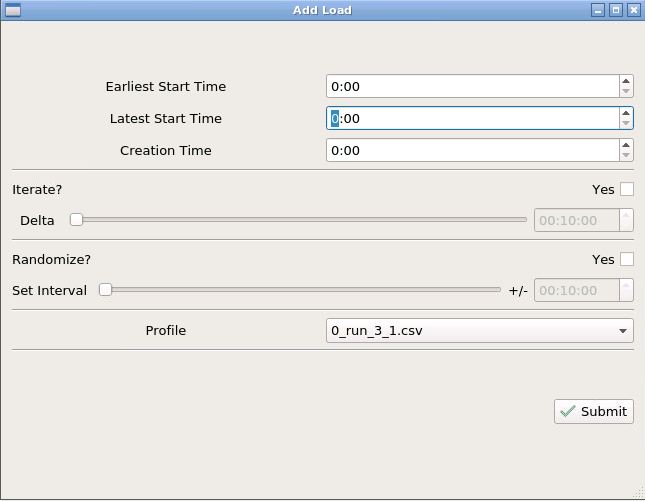 Add Load
Earliest Start Time 0:00
Latest Start Time 0:00
Creation Time 0:00
Iterate? Yes
Delta 00:10:00
Randomize? Yes
Set Interval +/- 00:10:00
Profile 0_run_3_1.csv
Submit